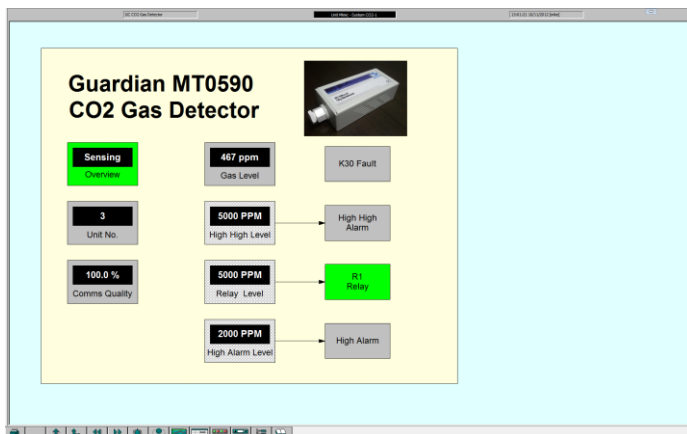 Guardian MT0590
CO2 Gas Detector
Sensing
Overview
467 ppm
Gas Level
K30 Fault
3
Unit No.
5000 PPM
High High Level
High High
Alarm
100.0 %
Comms Quality
5000 PPM
Relay Level
R1
Relay
2000 PPM
High Alarm Level
High Alarm